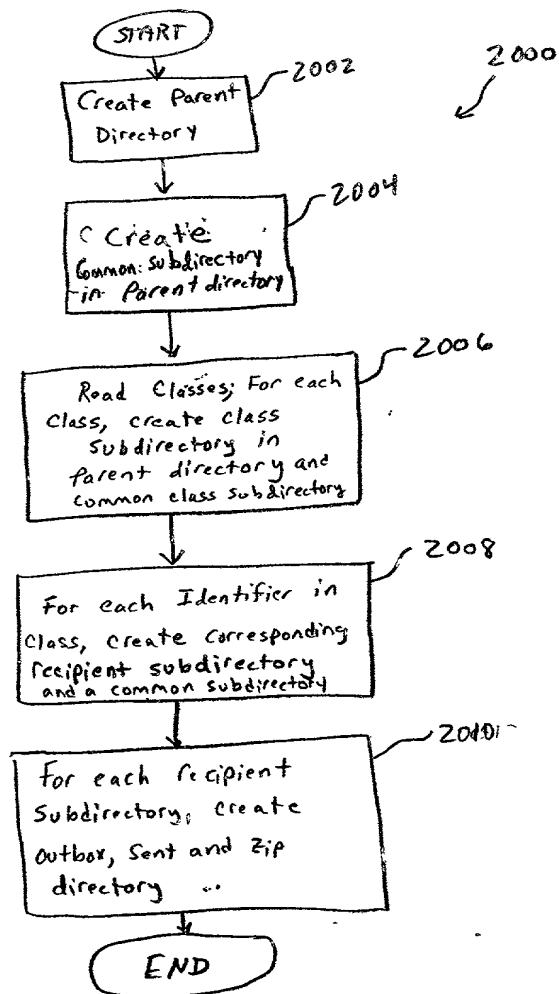 START
2000
2002
Create Parent
Directory
2004
Create
Common subdirectory
in Parent directory
2006
Read Classes; For each
class, create class
subdirectory in
parent directory and
common class subdirectory
2008
For each Identifier in
class, create corresponding
recipient subdirectory
and a common subdirectory
2010
For each recipient
subdirectory, create
outbox, sent and zip
directory ...
END